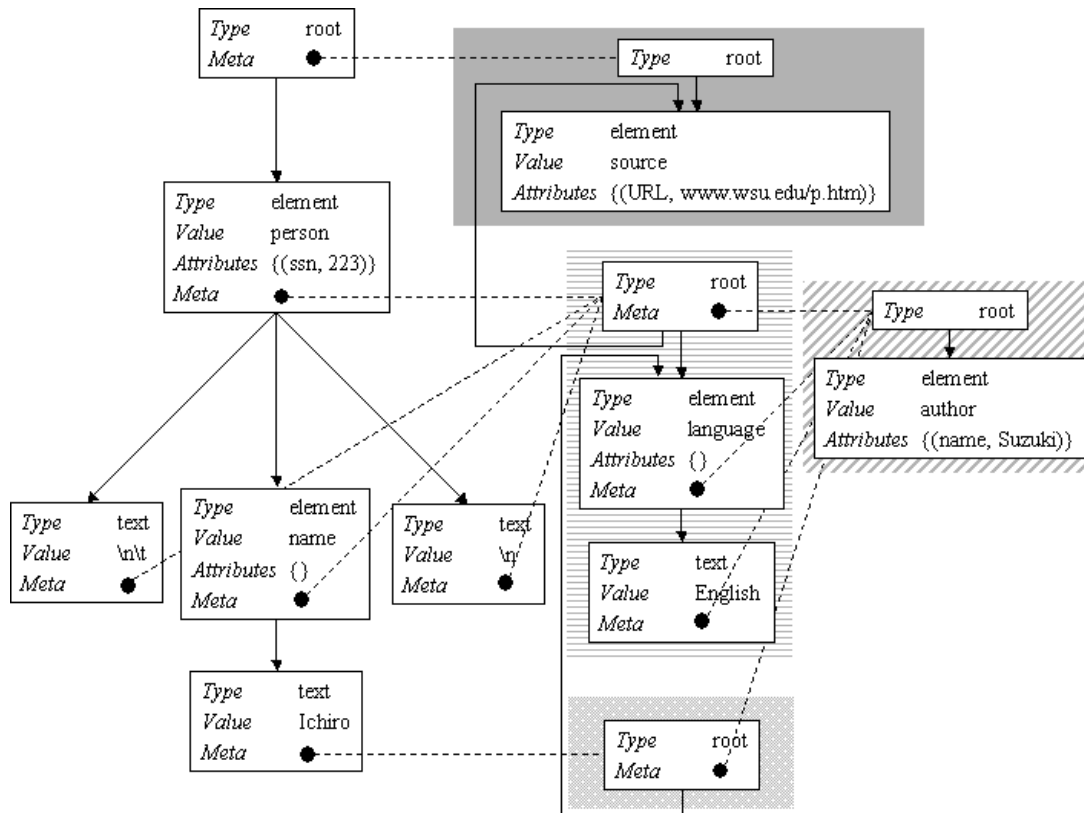 Type root
Meta
Type root
Type element
Value source
Attributes {(URL, www.wsu.edu/p.htm)}
Type element
Value person
Attributes {(ssn, 223)}
Meta
Type root
Meta
Type root
Type element
Value author
Attributes {(name, Suzuki)}
Type element
Value language
Attributes {}
Meta
Type text
Value \n\t
Meta
Type element
Value name
Attributes {}
Meta
Type text
Value \n
Meta
Type text
Value English
Meta
Type text
Value Ichiro
Meta
Type root
Meta